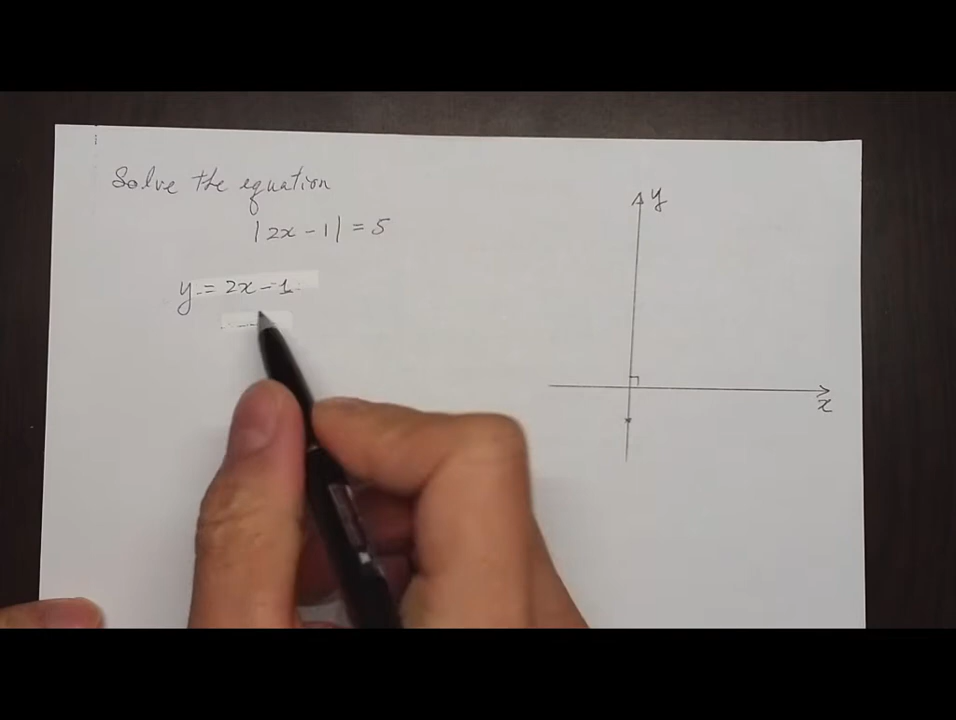 Solve the equation
|2x - 1| = 5
y = 2x - 1
y
x